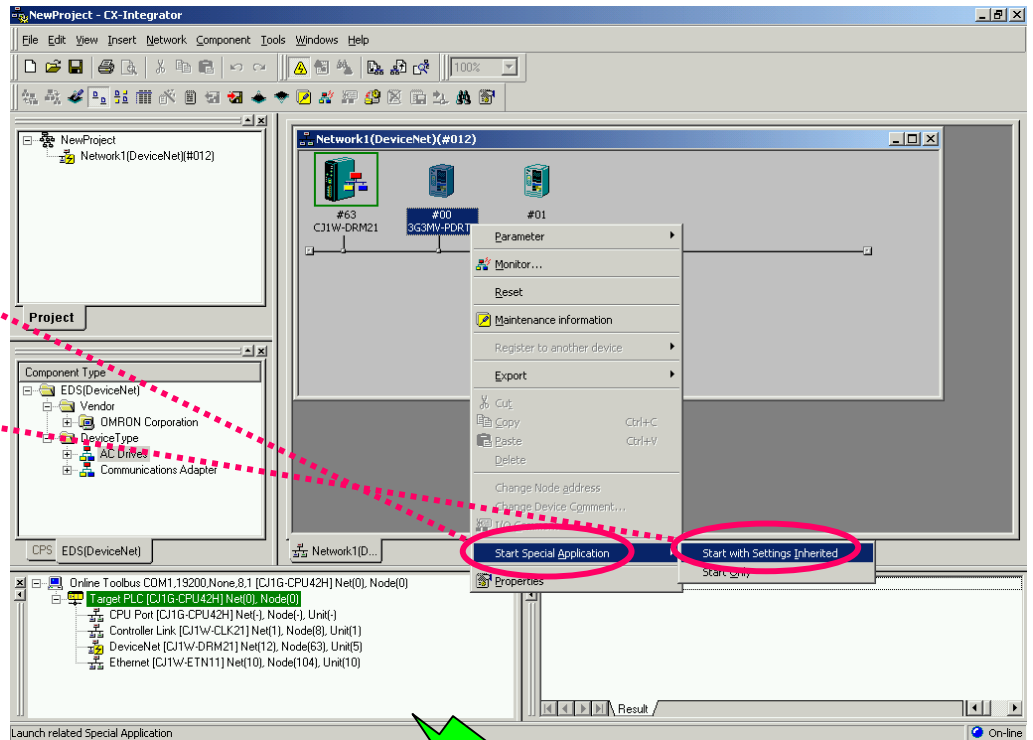 NewProject - CX-Integrator
File Edit View Insert Network Component Tools Windows Help
100%
NewProject
Network1(DeviceNet)(#012)
Project
Component Type
EDS(DeviceNet)
Vendor
OMRON Corporation
DeviceType
AC Drives
Communications Adapter
CPS EDS(DeviceNet)
Network1(DeviceNet)(#012)
#63
CJ1W-DRM21
#00
3G3MV-PDRT
#01
Parameter
Monitor...
Reset
Maintenance information
Register to another device
Export
Cut
Copy Ctrl+C
Paste Ctrl+V
Delete
Change Node address
Change Device Comment...
Start Special Application
Properties
Start with Settings Inherited
Start Only
Network1(D...
Online Toolbus COM1,19200,None,8,1 [CJ1G-CPU42H] Net(0), Node(0)
Target PLC [CJ1G-CPU42H] Net(0), Node(0)
CPU Port [CJ1G-CPU42H] Net(-), Node(-), Unit(-)
Controller Link [CJ1W-CLK21] Net(1), Node(8), Unit(1)
DeviceNet [CJ1W-DRM21] Net(12), Node(63), Unit(5)
Ethernet [CJ1W-ETN11] Net(10), Node(104), Unit(10)
Result
Launch related Special Application
On-line